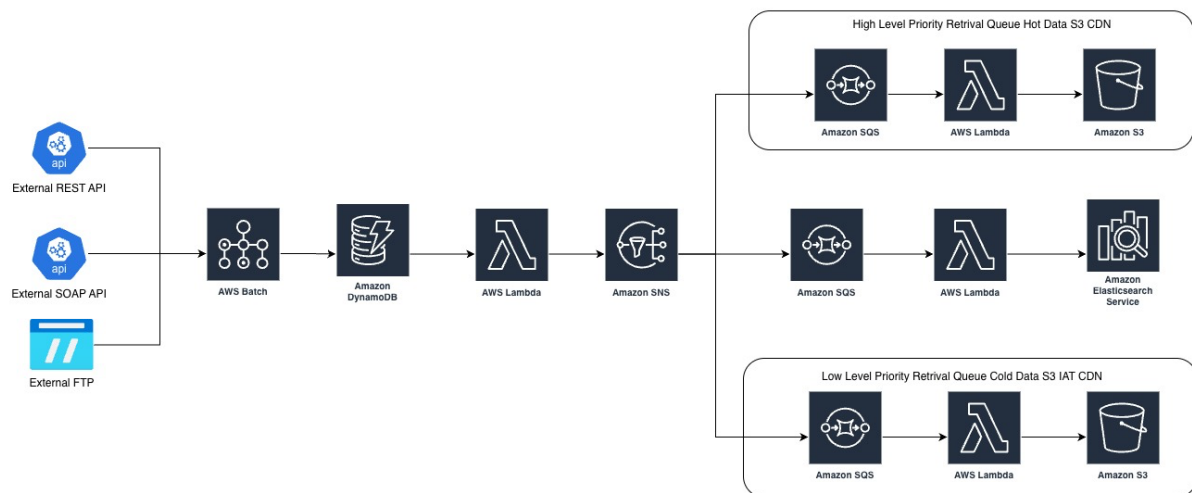 High Level Priority Retrival Queue Hot Data S3 CDN
Amazon SQS
AWS Lambda
Amazon S3
api
External REST API
api
External SOAP API
External FTP
AWS Batch
Amazon
DynamoDB
AWS Lambda
Amazon SNS
Amazon SQS
AWS Lambda
Amazon
Elasticsearch
Service
Low Level Priority Retrival Queue Cold Data S3 IAT CDN
Amazon SQS
AWS Lambda
Amazon S3